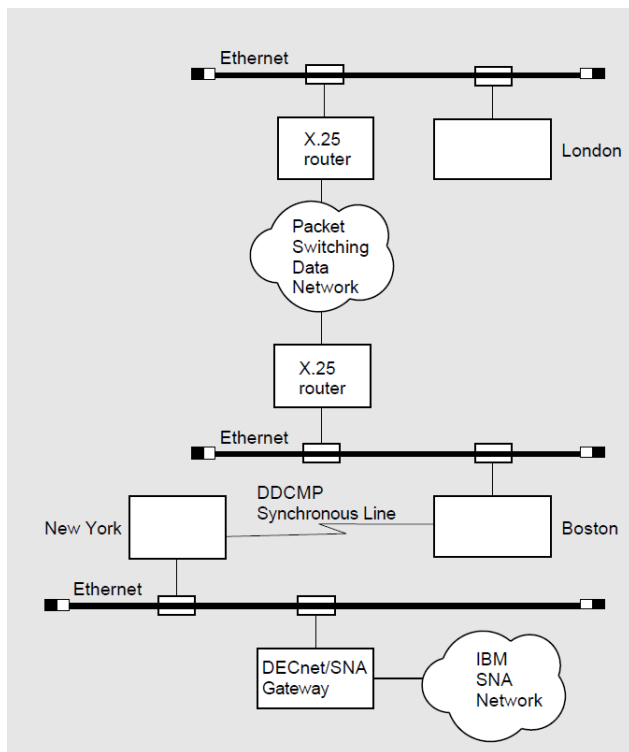 Ethernet
X.25
router
London
Packet
Switching
Data
Network
X.25
router
Ethernet
DDCMP
Synchronous Line
New York
Boston
Ethernet
DECnet/SNA
Gateway
IBM
SNA
Network